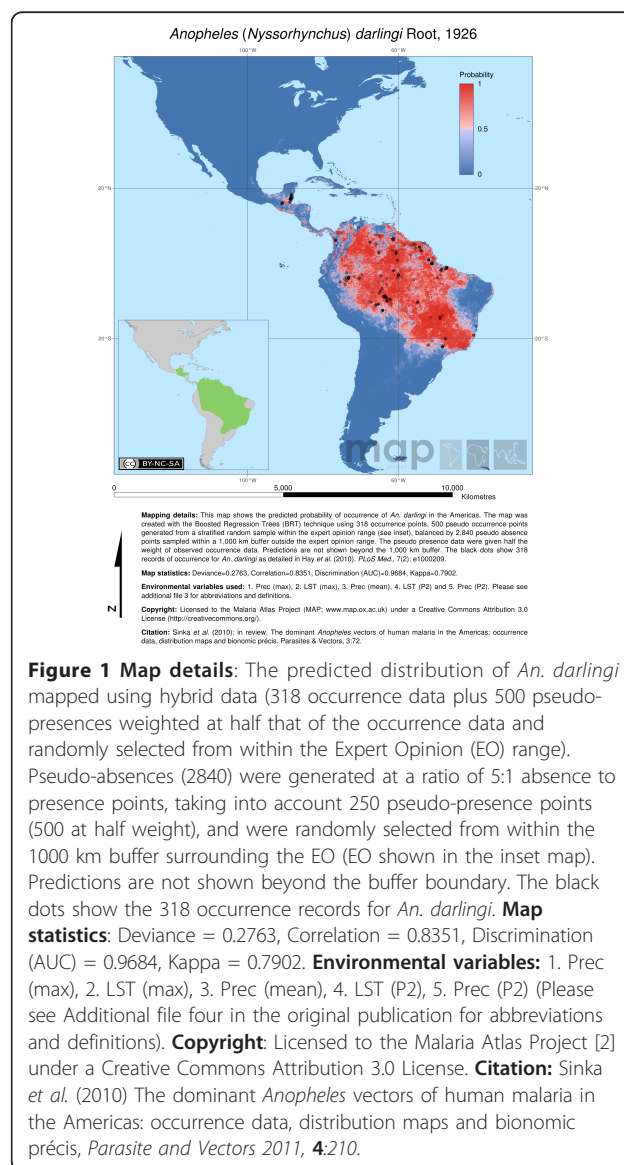 Anopheles (Nyssorhynchus) darlingi Root, 1926
100°W
60°W
Probability
1
0.5
0
20°N
20°N
20°S
20°S
map
BY-NC-SA
100°W
60°W
0
5,000
10,000
Kilometres
Mapping details: This map shows the predicted probability of occurrence of An. darlingi in the Americas. The map was
created with the Boosted Regression Trees (BRT) technique using 318 occurrence points, 500 pseudo occurrence points
generated from a stratified random sample within the expert opinion range (see inset), balanced by 2,840 pseudo absence
points sampled within a 1,000 km buffer outside the expert opinion range. The pseudo presence data were given half the
weight of observed occurrence data. Predictions are not shown beyond the 1,000 km buffer. The black dots show 318
records of occurrence for An. darlingi as detailed in Hay et al. (2010). PLoS Med., 7(2): e1000209.
Map statistics: Deviance=0.2763, Correlation=0.8351, Discrimination (AUC)=0.9684, Kappa=0.7902.
Environmental variables used: 1. Prec (max), 2. LST (max), 3. Prec (mean), 4. LST (P2) and 5. Prec (P2). Please see
additional file 3 for abbreviations and definitions.
Copyright: Licensed to the Malaria Atlas Project (MAP; www.map.ox.ac.uk) under a Creative Commons Attribution 3.0
License (http://creativecommons.org/).
Citation: Sinka et al. (2010): in review. The dominant Anopheles vectors of human malaria in the Americas: occurrence
data, distribution maps and bionomic précis. Parasites & Vectors, 3:72.
N
Figure 1 Map details: The predicted distribution of An. darlingi
mapped using hybrid data (318 occurrence data plus 500 pseudo-
presences weighted at half that of the occurrence data and
randomly selected from within the Expert Opinion (EO) range).
Pseudo-absences (2840) were generated at a ratio of 5:1 absence to
presence points, taking into account 250 pseudo-presence points
(500 at half weight), and were randomly selected from within the
1000 km buffer surrounding the EO (EO shown in the inset map).
Predictions are not shown beyond the buffer boundary. The black
dots show the 318 occurrence records for An. darlingi. Map
statistics: Deviance = 0.2763, Correlation = 0.8351, Discrimination
(AUC) = 0.9684, Kappa = 0.7902. Environmental variables: 1. Prec
(max), 2. LST (max), 3. Prec (mean), 4. LST (P2), 5. Prec (P2) (Please
see Additional file four in the original publication for abbreviations
and definitions). Copyright: Licensed to the Malaria Atlas Project [2]
under a Creative Commons Attribution 3.0 License. Citation: Sinka
et al. (2010) The dominant Anopheles vectors of human malaria in
the Americas: occurrence data, distribution maps and bionomic
précis, Parasite and Vectors 2011, 4:210.